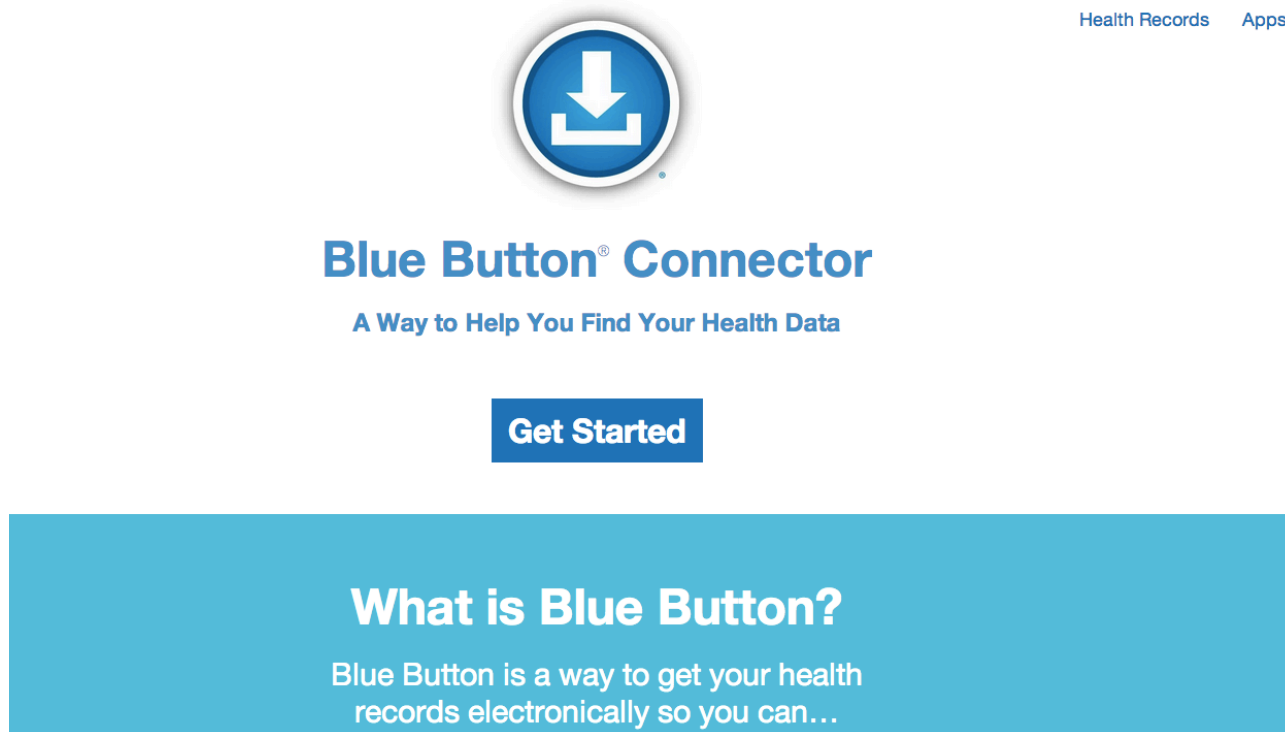 Health Records Apps
®
Blue Button® Connector
A Way to Help You Find Your Health Data
Get Started
What is Blue Button?
Blue Button is a way to get your health
records electronically so you can…